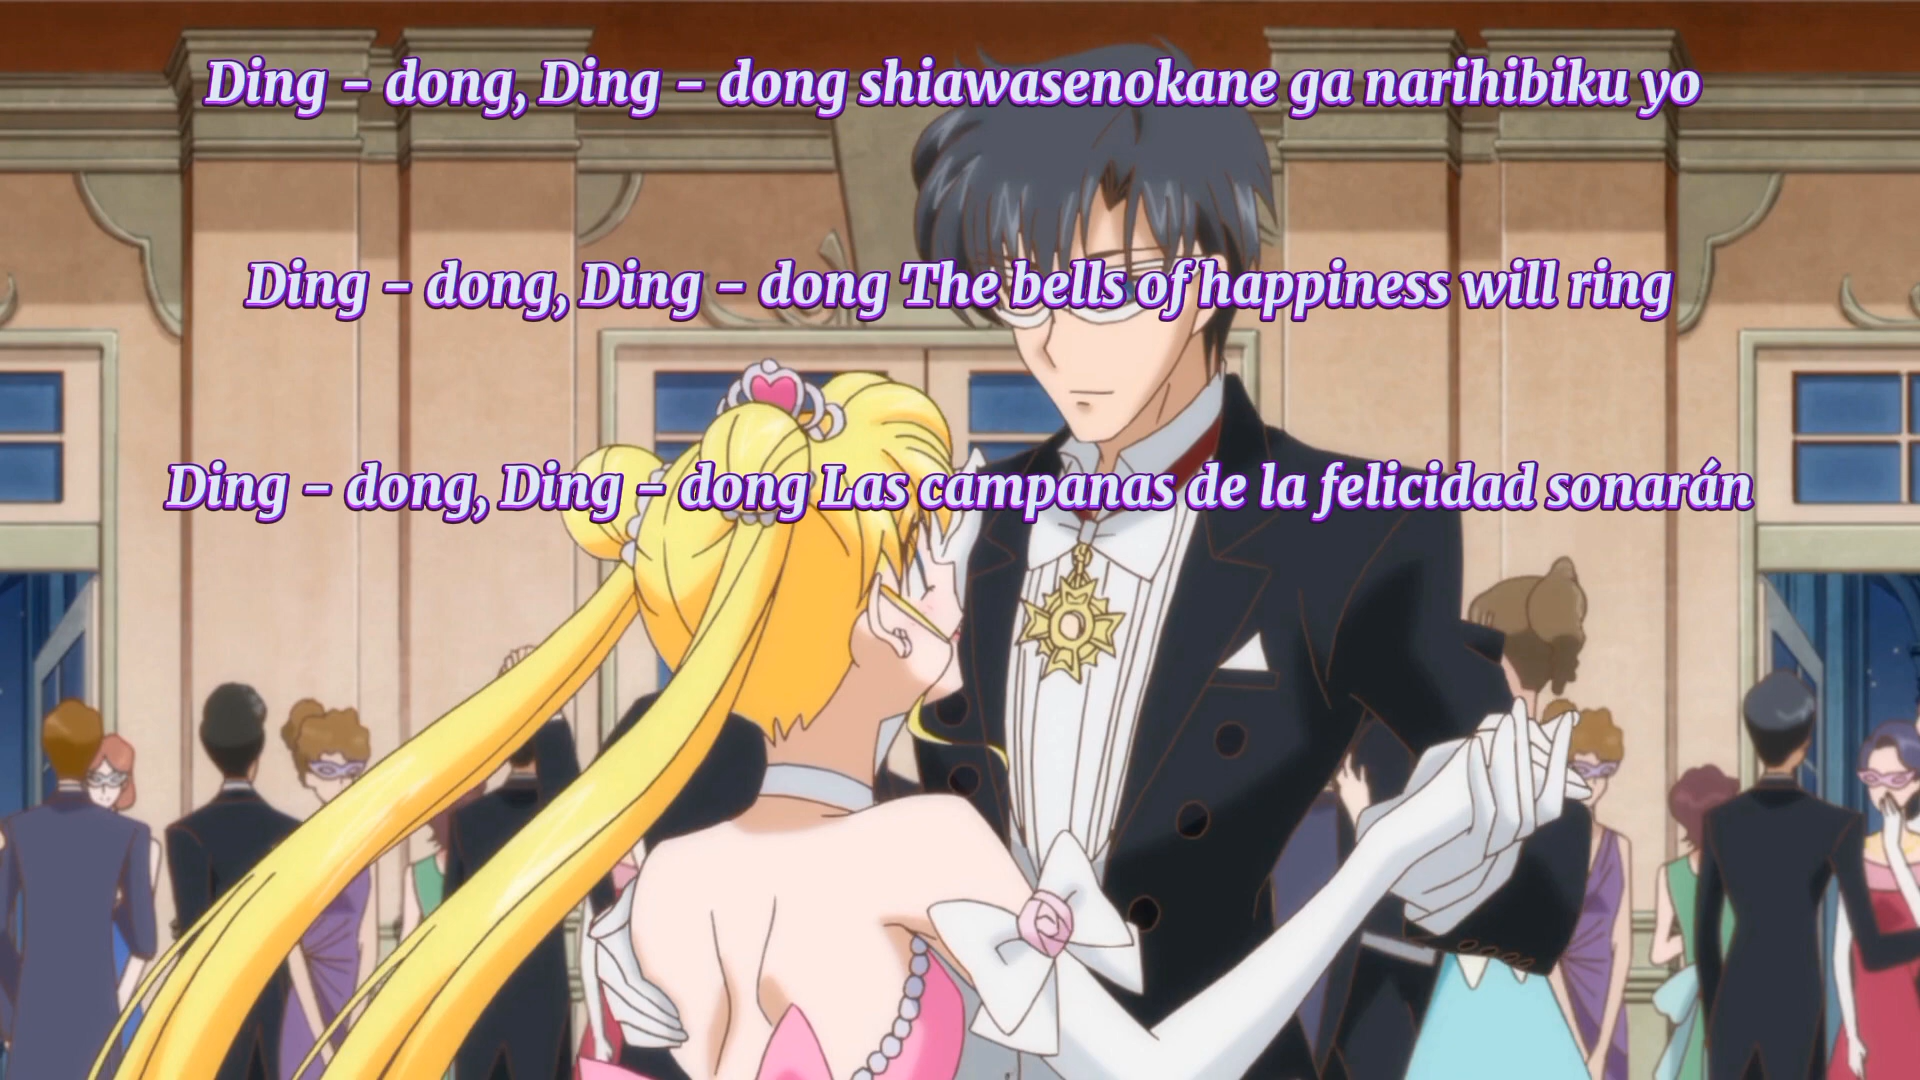 Ding - dong, Ding - dong shiawasenokane ga narihibiku yo
Ding - dong, Ding - dong The bells of happiness will ring
Ding - dong, Ding - dong Las campanas de la felicidad sonarán